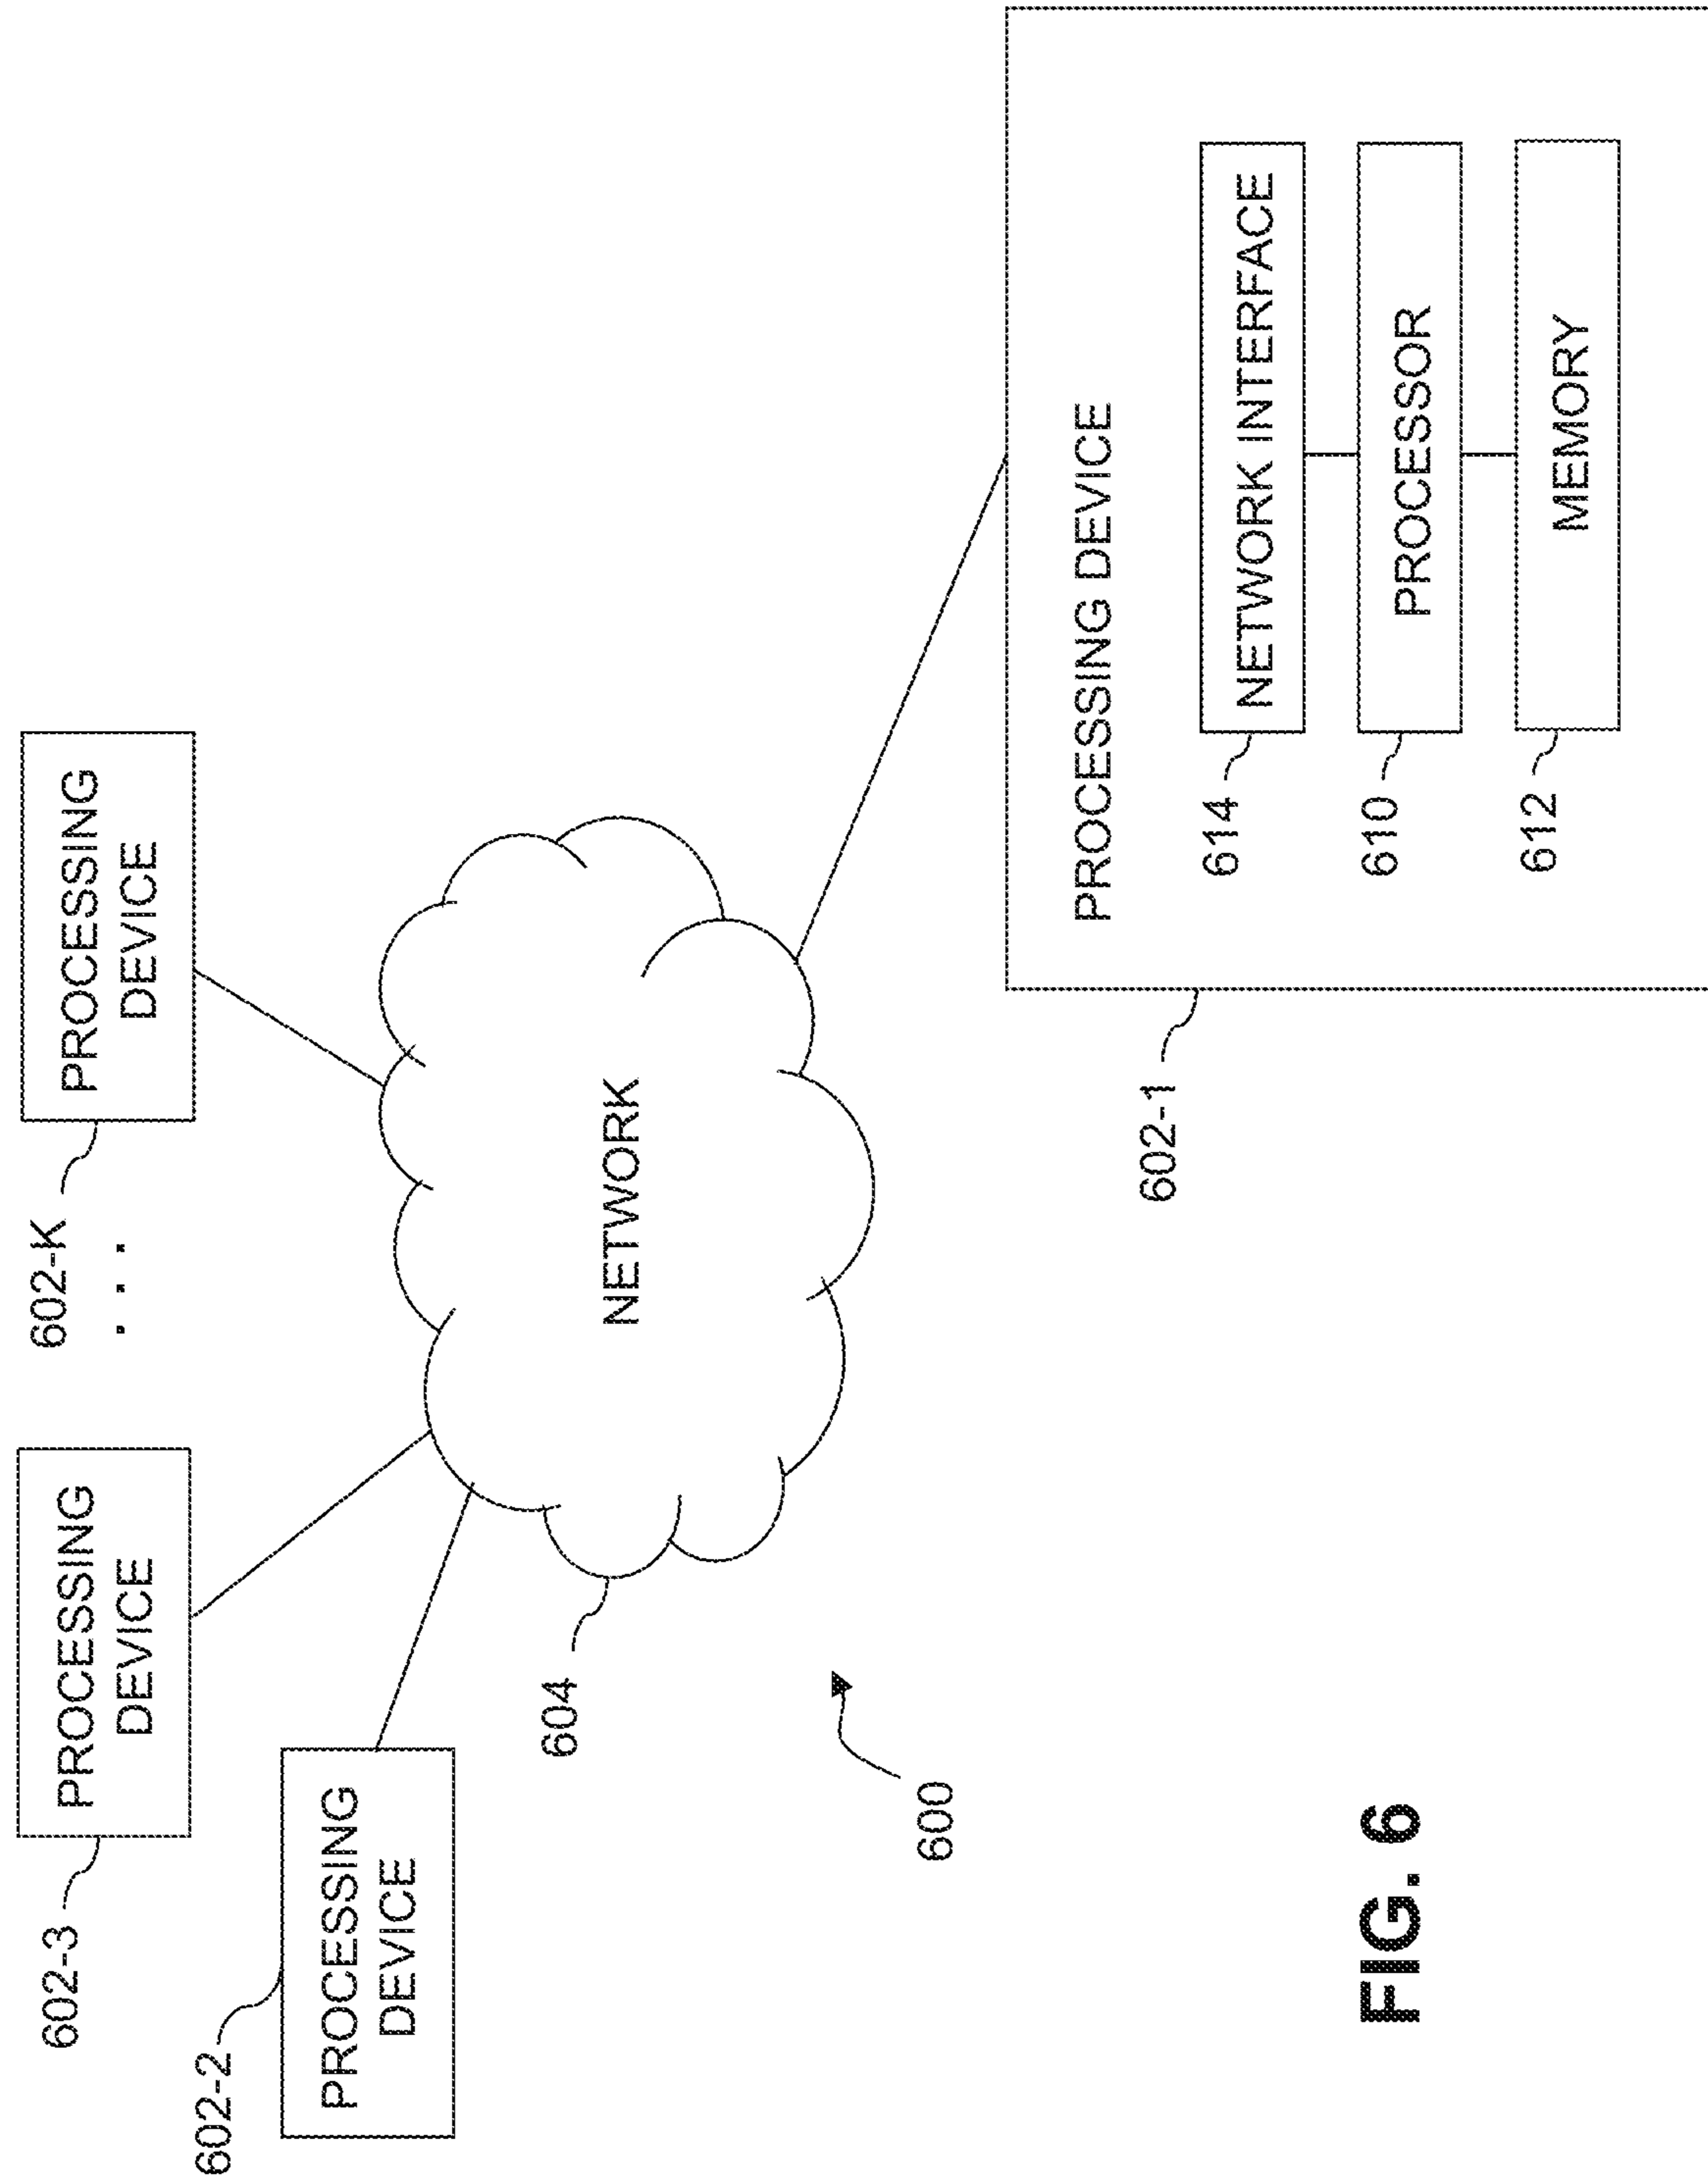 602-2
PROCESSING
DEVICE
602-3
PROCESSING
DEVICE
. . .
602-K
PROCESSING
DEVICE
604
NETWORK
600
602-1
PROCESSING DEVICE
614
NETWORK INTERFACE
610
PROCESSOR
612
MEMORY
FIG. 6